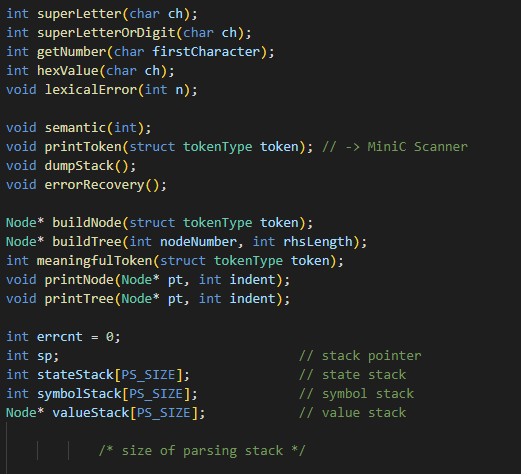 int superLetter(char ch);
int superLetterOrDigit(char ch);
int getNumber(char firstCharacter);
int hexValue(char ch);
void lexicalError(int n);
void semantic(int);
void printToken(struct tokenType token); // -> MiniC Scanner
void dumpStack();
void errorRecovery();
Node* buildNode(struct tokenType token);
Node* buildTree(int nodeNumber, int rhsLength);
int meaningfulToken(struct tokenType token);
void printNode(Node* pt, int indent);
void printTree(Node* pt, int indent);
int errcnt = 0;
int sp; // stack pointer
int stateStack[PS_SIZE]; // state stack
int symbolStack[PS_SIZE]; // symbol stack
Node* valueStack[PS_SIZE]; // value stack
/* size of parsing stack */